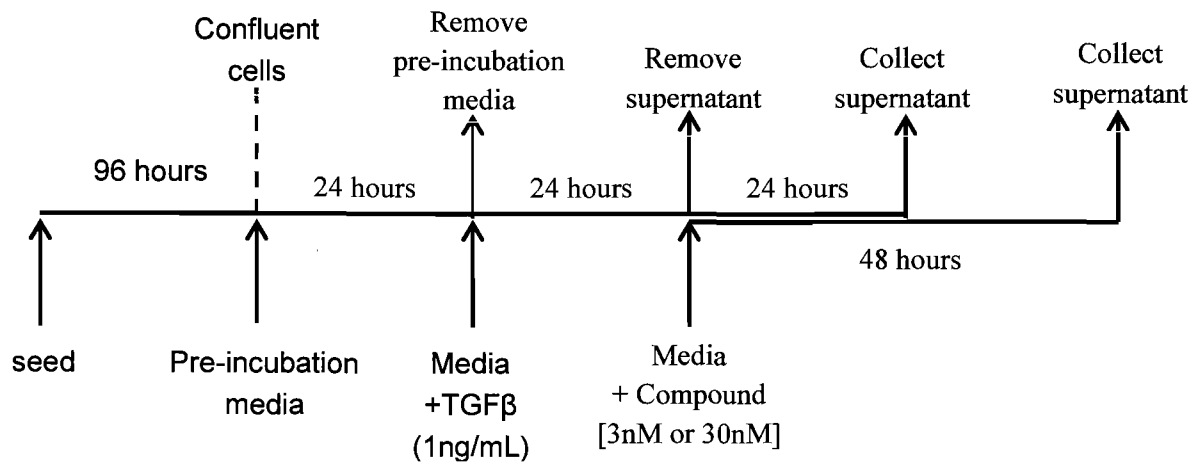 Confluent
cells
Remove
pre-incubation
media
Remove
supernatant
Collect
supernatant
Collect
supernatant
96 hours
24 hours
24 hours
24 hours
48 hours
seed
Pre-incubation
media
Media
+TGFβ
(1ng/mL)
Media
+ Compound
[3nM or 30nM]